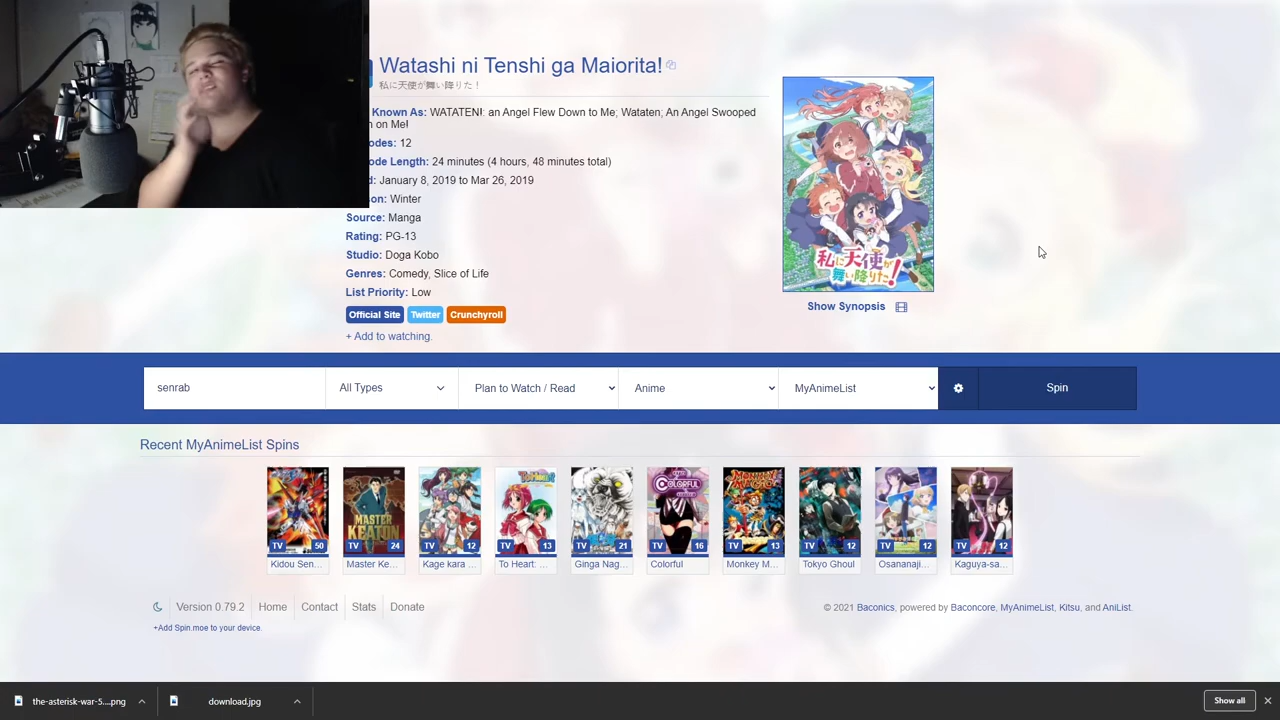 Watashi ni Tenshi ga Maiorita!
私に天使が舞い降りた！
Known As: WATATEN!: an Angel Flew Down to Me; Wataten; An Angel Swooped
on Me!
odes: 12
ode Length: 24 minutes (4 hours, 48 minutes total)
d: January 8, 2019 to Mar 26, 2019
on: Winter
Source: Manga
Rating: PG-13
Studio: Doga Kobo
Genres: Comedy, Slice of Life
List Priority: Low
Official Site Twitter Crunchyroll
+ Add to watching.
私に天使が
舞い降りた!
Show Synopsis
senrab All Types Plan to Watch / Read Anime MyAnimeList Spin
Recent MyAnimeList Spins
MASTER
KEATON
COLORFUL
MONKEY
MAGIC
TV 50 TV 24 TV 12 TV 13 TV 21 TV 16 TV 13 TV 12 TV 12 TV 12
Kidou Sen... Master Ke... Kage kara ... To Heart: ... Ginga Nag... Colorful Monkey M... Tokyo Ghoul Osananaji... Kaguya-sa...
Version 0.79.2 Home Contact Stats Donate
© 2021 Baconics, powered by Baconcore, MyAnimeList, Kitsu, and AniList.
+Add Spin.moe to your device.
the-asterisk-war-5....png download.jpg Show all